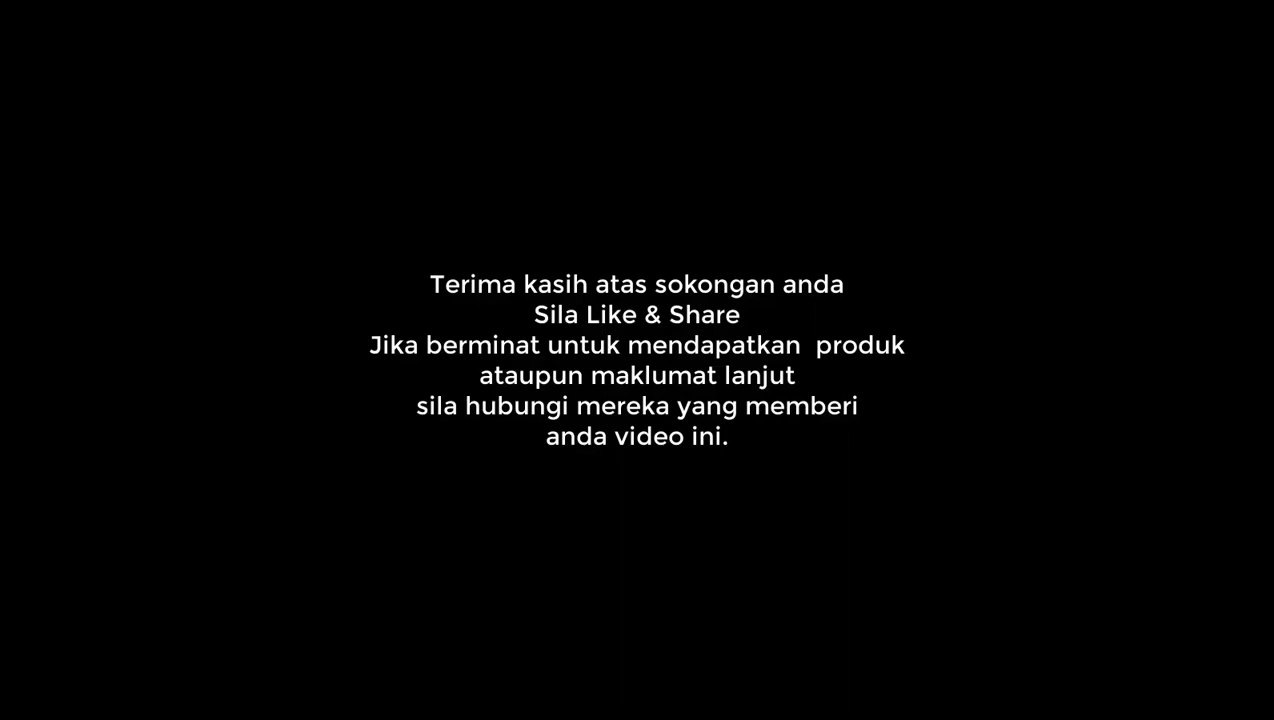 Terima kasih atas sokongan anda
Sila Like & Share
Jika berminat untuk mendapatkan  produk
ataupun maklumat lanjut
sila hubungi mereka yang memberi
anda video ini.